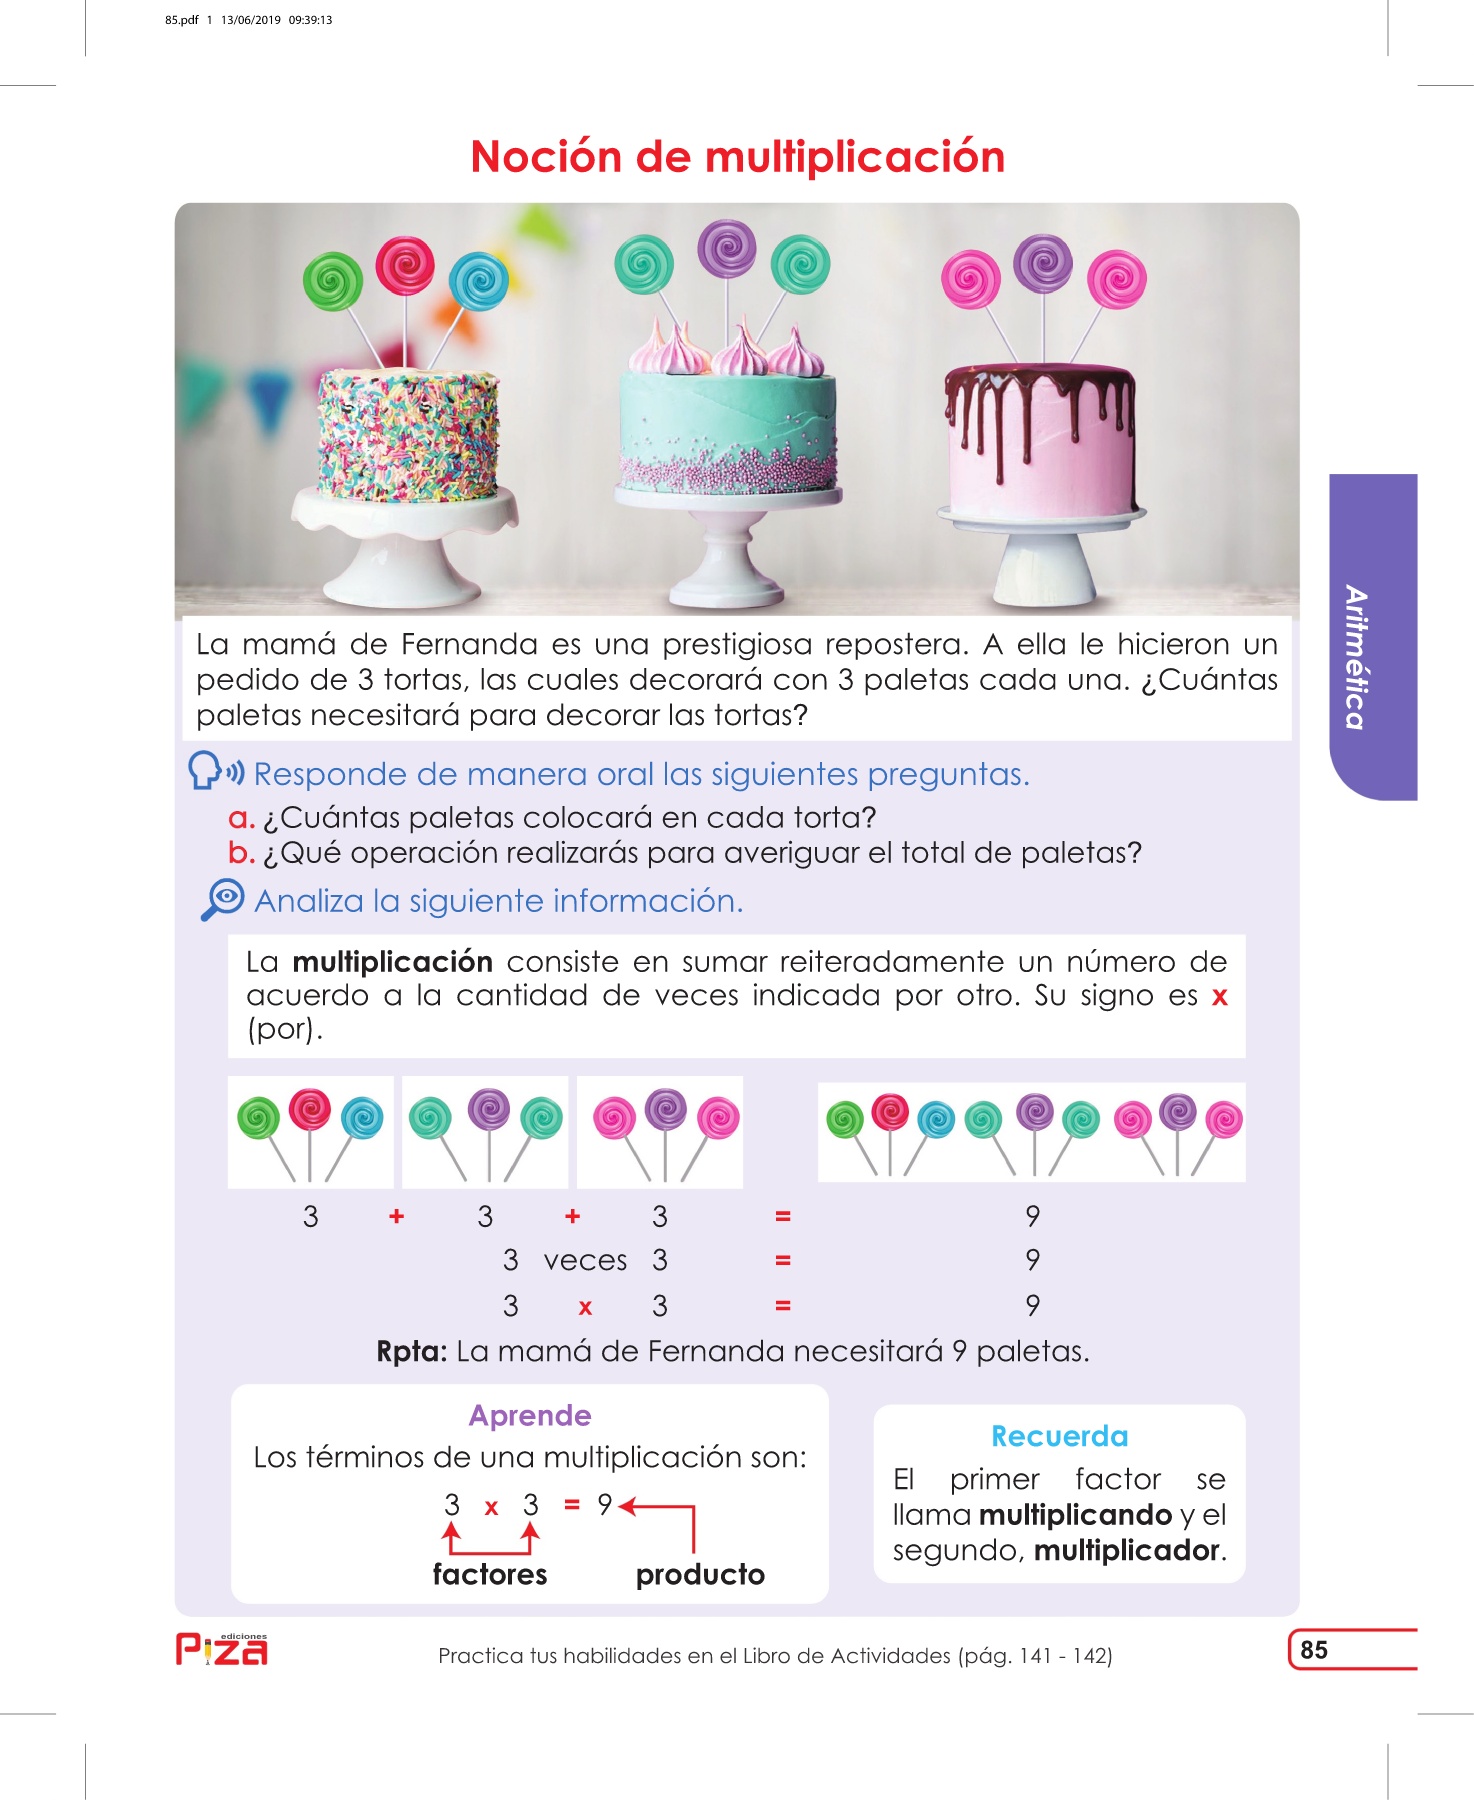 85.pdf 1 13/06/2019 09:39:13
Noción de multiplicación
La mamá de Fernanda es una prestigiosa repostera. A ella le hicieron un
pedido de 3 tortas, las cuales decorará con 3 paletas cada una. ¿Cuántas
paletas necesitará para decorar las tortas?
Responde de manera oral las siguientes preguntas.
a. ¿Cuántas paletas colocará en cada torta?
b. ¿Qué operación realizarás para averiguar el total de paletas?
Analiza la siguiente información.
La multiplicación consiste en sumar reiteradamente un número de
acuerdo a la cantidad de veces indicada por otro. Su signo es x
(por).
3 + 3 + 3 = 9
3 veces 3 = 9
3 x 3 = 9
Rpta: La mamá de Fernanda necesitará 9 paletas.
Aprende
Los términos de una multiplicación son:
3 x 3 = 9
factores producto
Recuerda
El primer factor se
llama multiplicando y el
segundo, multiplicador.
Aritmética
ediciones
Piza
Practica tus habilidades en el Libro de Actividades (pág. 141 - 142)
85